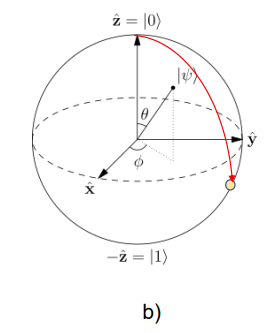 ẑ = |0⟩
|ψ⟩
θ
ŷ
ϕ
x̂
−ẑ = |1⟩
b)